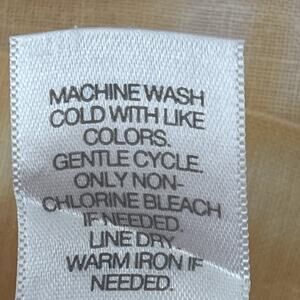 MACHINE WASH
COLD WITH LIKE
COLORS.
GENTLE CYCLE.
ONLY NON-
CHLORINE BLEACH
IF NEEDED.
LINE DRY.
WARM IRON IF
NEEDED.